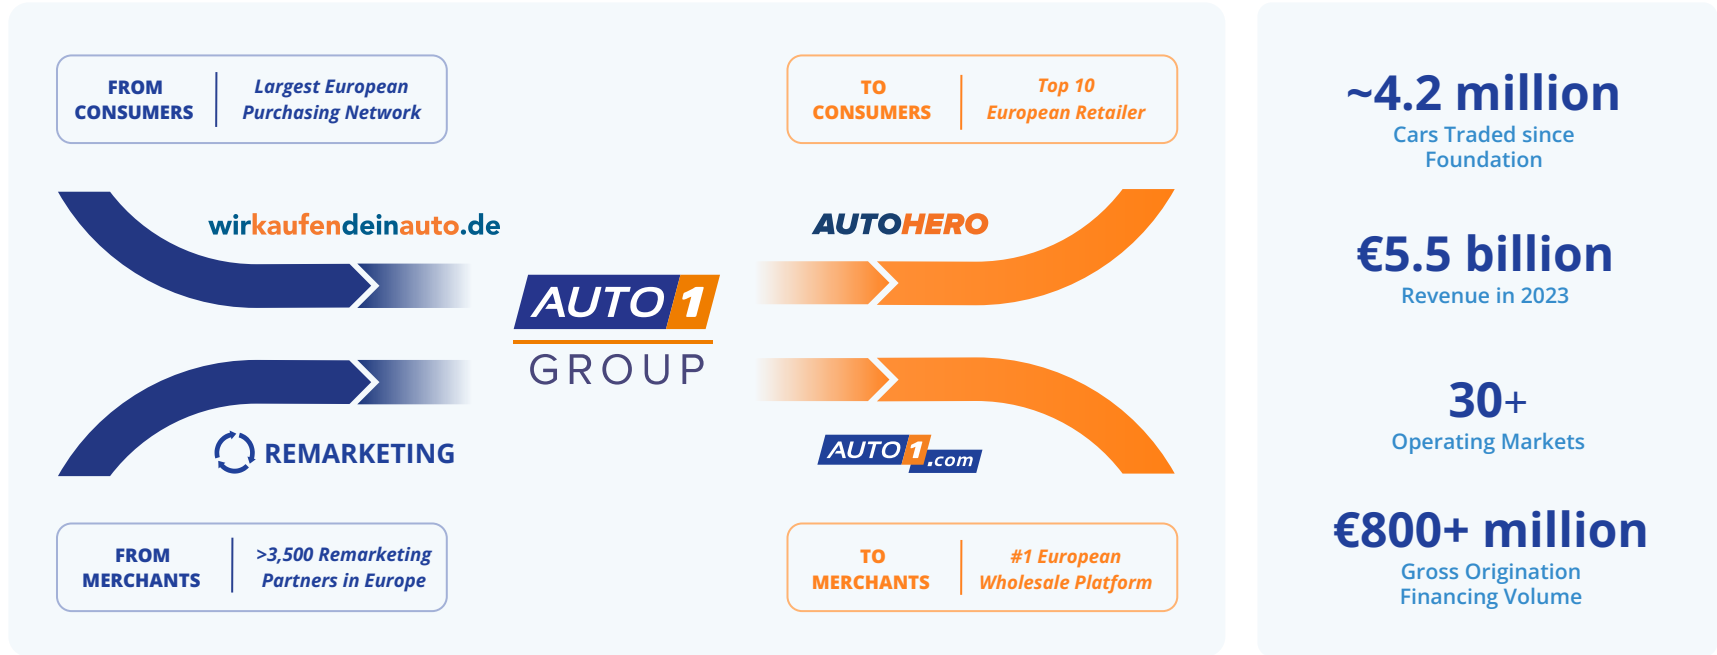 FROM
CONSUMERS
Largest European
Purchasing Network
TO
CONSUMERS
Top 10
European Retailer
wirkaufendeinauto.de
AUTOHERO
AUTO1
GROUP
REMARKETING
AUTO1.com
FROM
MERCHANTS
>3,500 Remarketing
Partners in Europe
TO
MERCHANTS
#1 European
Wholesale Platform
~4.2 million
Cars Traded since
Foundation
€5.5 billion
Revenue in 2023
30+
Operating Markets
€800+ million
Gross Origination
Financing Volume